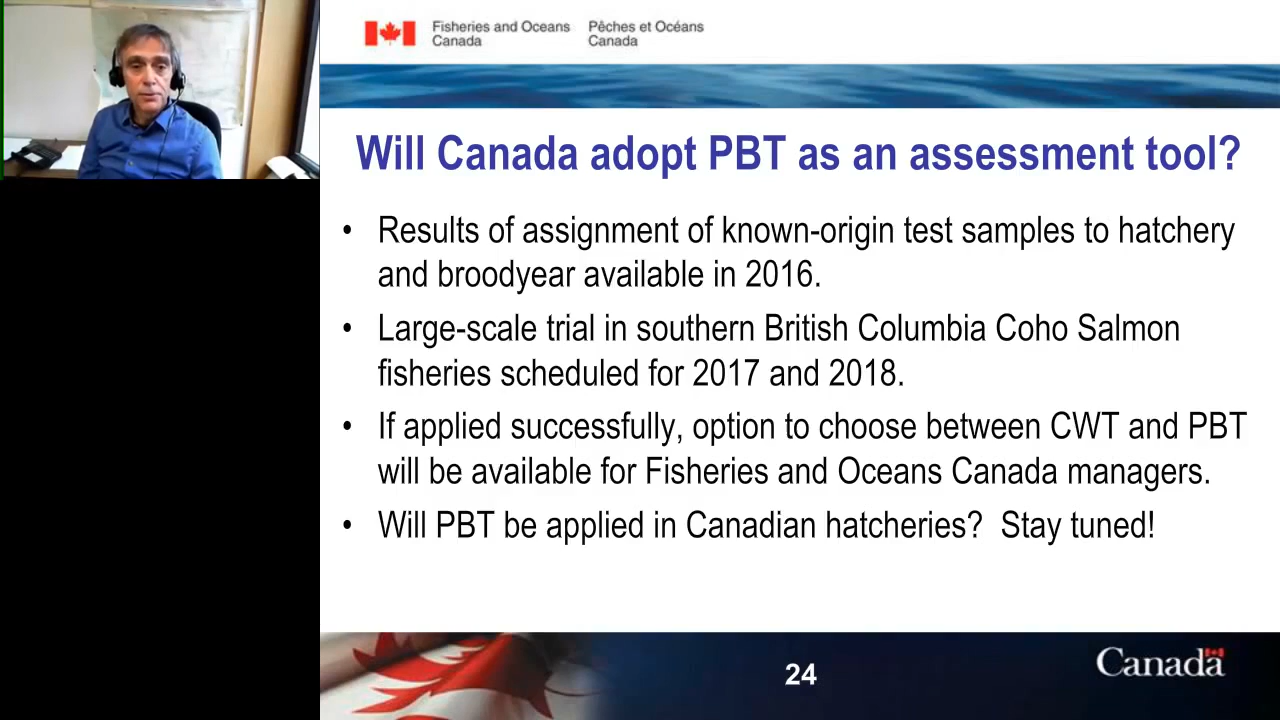 Fisheries and Oceans Canada
Pêches et Océans Canada
Will Canada adopt PBT as an assessment tool?
• Results of assignment of known-origin test samples to hatchery
and broodyear available in 2016.
• Large-scale trial in southern British Columbia Coho Salmon
fisheries scheduled for 2017 and 2018.
• If applied successfully, option to choose between CWT and PBT
will be available for Fisheries and Oceans Canada managers.
• Will PBT be applied in Canadian hatcheries? Stay tuned!
24
Canada